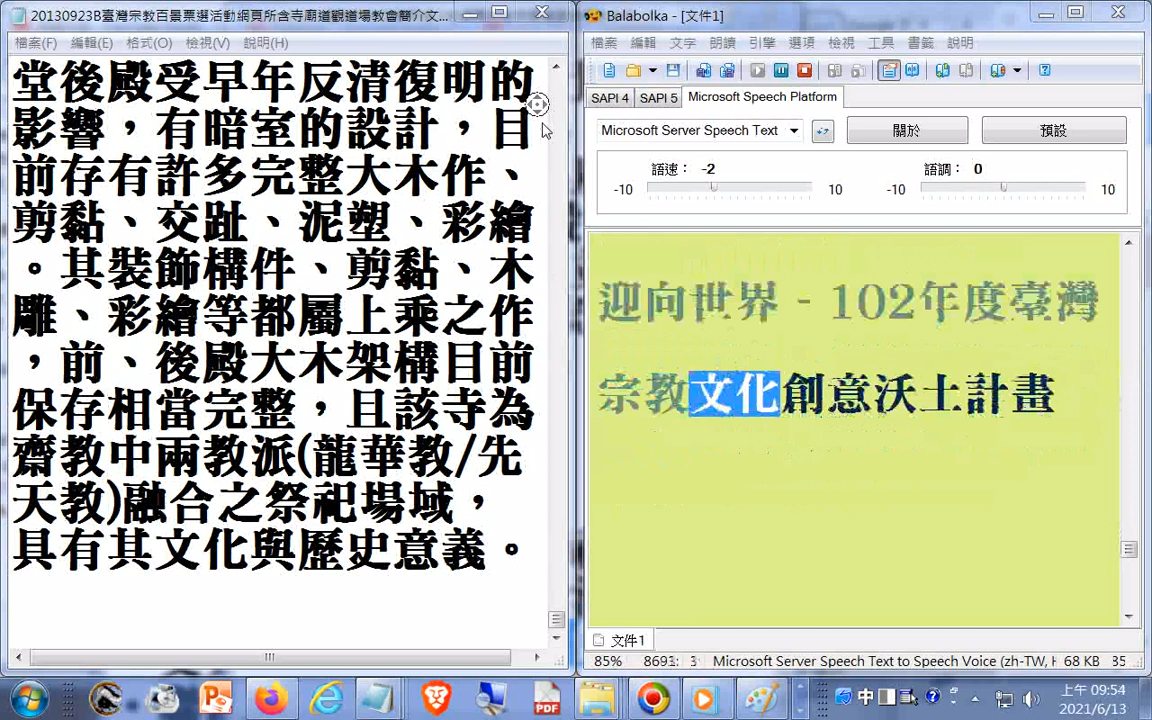 20130923B臺灣宗教百景票選活動網頁所含寺廟道觀道場教會簡介文...
檔案(F) 編輯(E) 格式(O) 檢視(V) 說明(H)
堂後殿受早年反清復明的
影響，有暗室的設計，目
前存有許多完整大木作、
剪黏、交趾、泥塑、彩繪
。其裝飾構件、剪黏、木
雕、彩繪等都屬上乘之作
，前、後殿大木架構目前
保存相當完整，且該寺為
齋教中兩教派(龍華教/先
天教)融合之祭祀場域，
具有其文化與歷史意義。
Balabolka - [文件1]
檔案 編輯 文字 朗讀 引擎 選項 檢視 工具 書籤 說明
SAPI 4 SAPI 5 Microsoft Speech Platform
Microsoft Server Speech Text 關於 預設
語速： -2 語調： 0
-10 10 -10 10
迎向世界－102年度臺灣
宗教文化創意沃土計畫
文件1
85% 8693: Microsoft Server Speech Text to Speech Voice (zh-TW, 68 KB 35
PDF 中 上午 09:54
2021/6/13